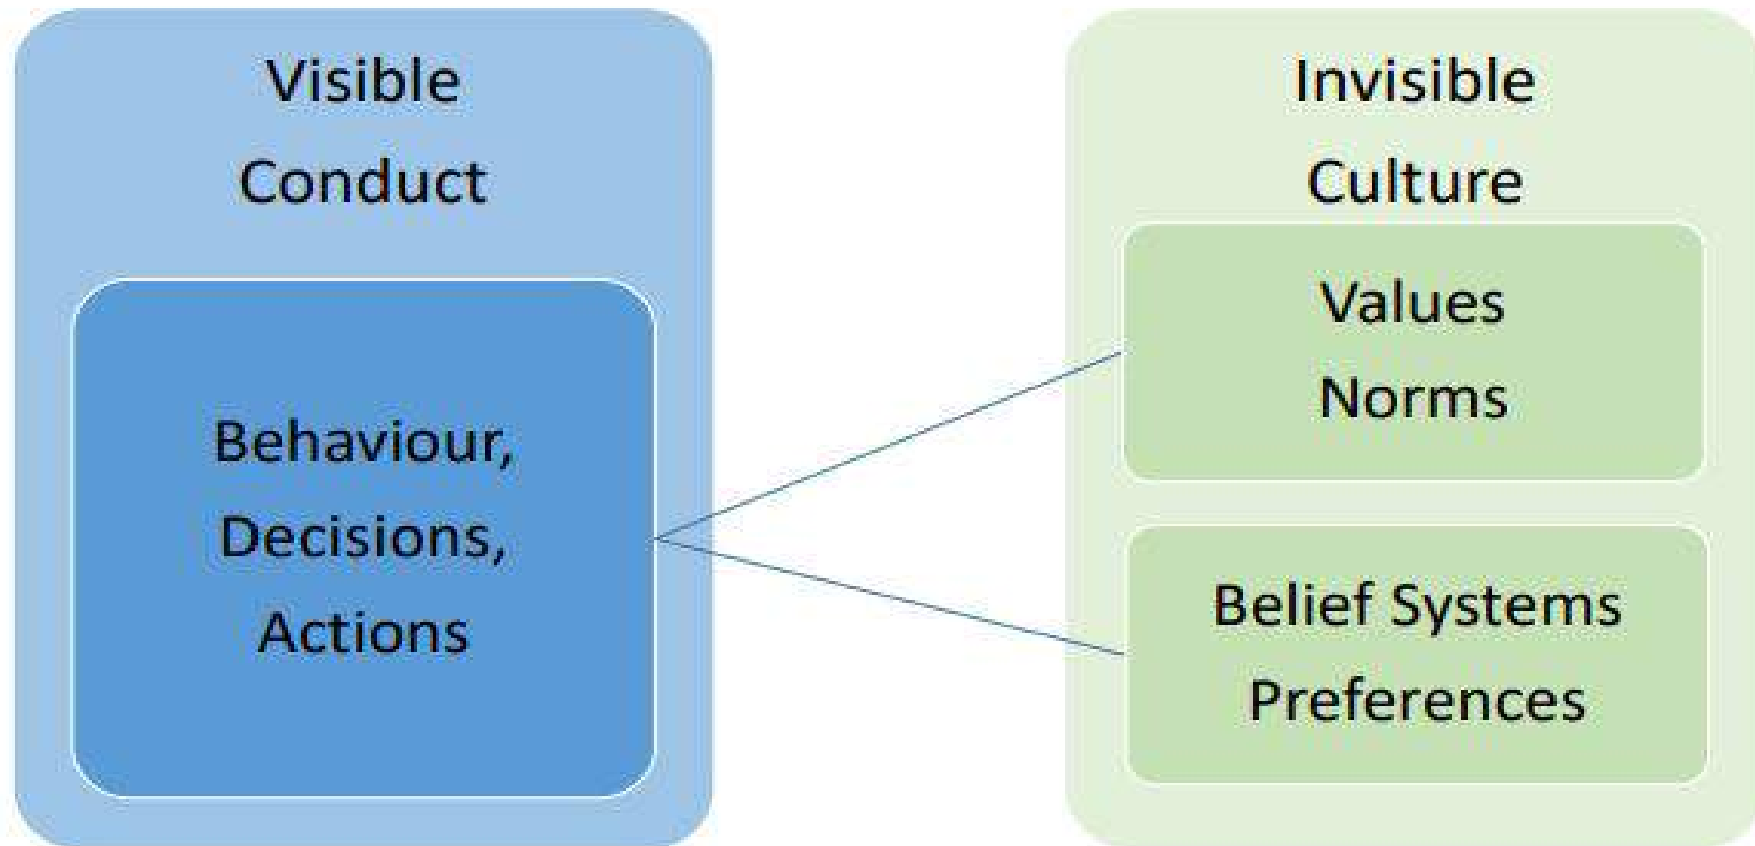 Visible
Conduct
Behaviour,
Decisions,
Actions
Invisible
Culture
Values
Norms
Belief Systems
Preferences